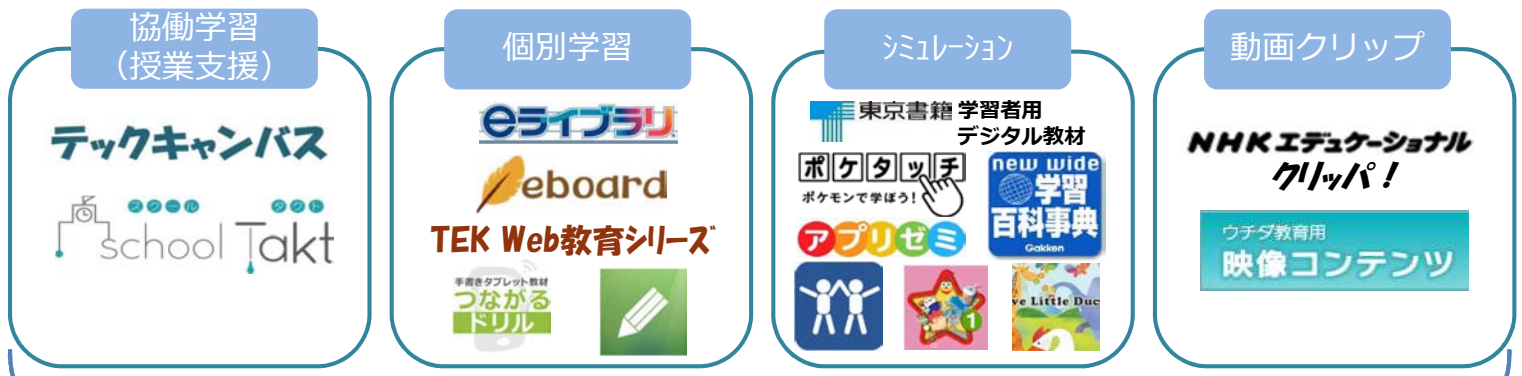 協働学習
（授業支援）
テックキャンバス
スクール タクト
school Takt
個別学習
eライブラリ
eboard
TEK Web教育シリーズ
手書きタブレット教材
つながる
ドリル
ｼﾐｭﾚｰｼｮﾝ
東京書籍 学習者用
デジタル教材
ポケタッチ
ポケモンで学ぼう!
new wide
学習
百科事典
Gakken
アプリゼミ
1
ve Little Duc
動画クリップ
NHKエデュケーショナル
クリッパ！
ウチダ教育用
映像コンテンツ